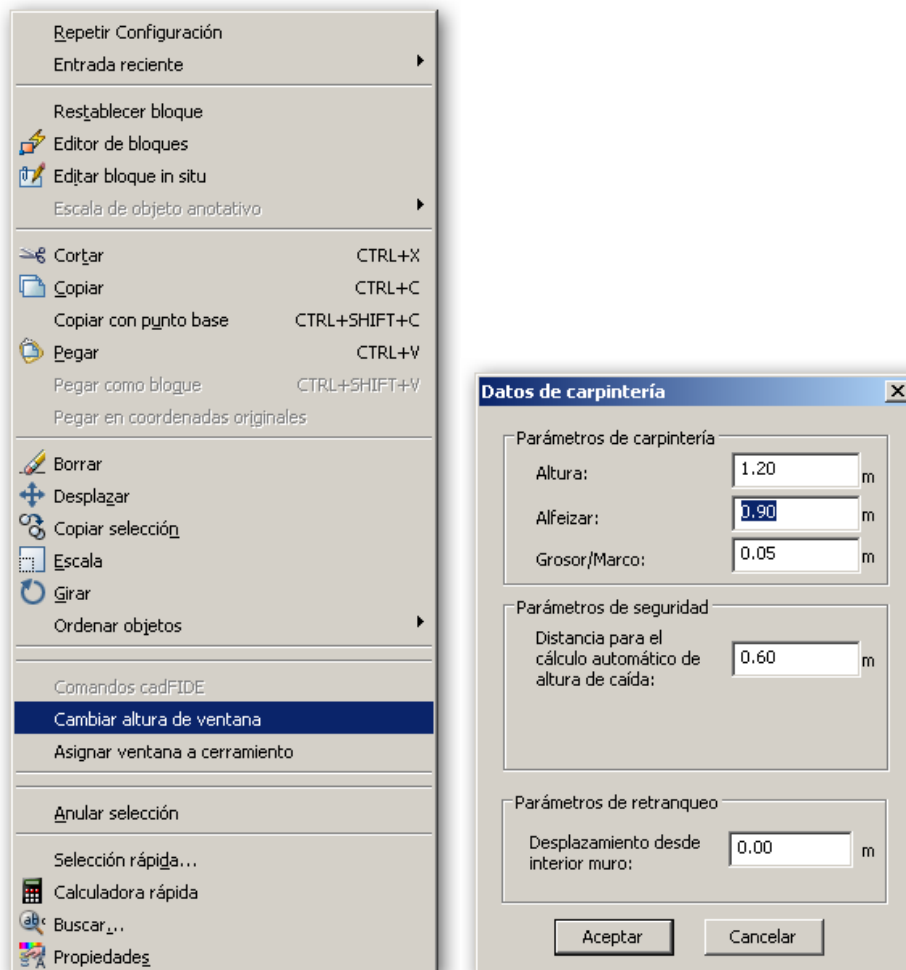 Repetir Configuración
Entrada reciente
Restablecer bloque
Editor de bloques
Editar bloque in situ
Escala de objeto anotativo
Cortar CTRL+X
Copiar CTRL+C
Copiar con punto base CTRL+SHIFT+C
Pegar CTRL+V
Pegar como bloque CTRL+SHIFT+V
Pegar en coordenadas originales
Borrar
Desplazar
Copiar selección
Escala
Girar
Ordenar objetos
Comandos cadFIDE
Cambiar altura de ventana
Asignar ventana a cerramiento
Anular selección
Selección rápida...
Calculadora rápida
Buscar...
Propiedades
Datos de carpintería
Parámetros de carpintería
Altura: 1.20 m
Alfeizar: 0.90 m
Grosor/Marco: 0.05 m
Parámetros de seguridad
Distancia para el
cálculo automático de 0.60 m
altura de caída:
Parámetros de retranqueo
Desplazamiento desde 0.00 m
interior muro:
Aceptar Cancelar